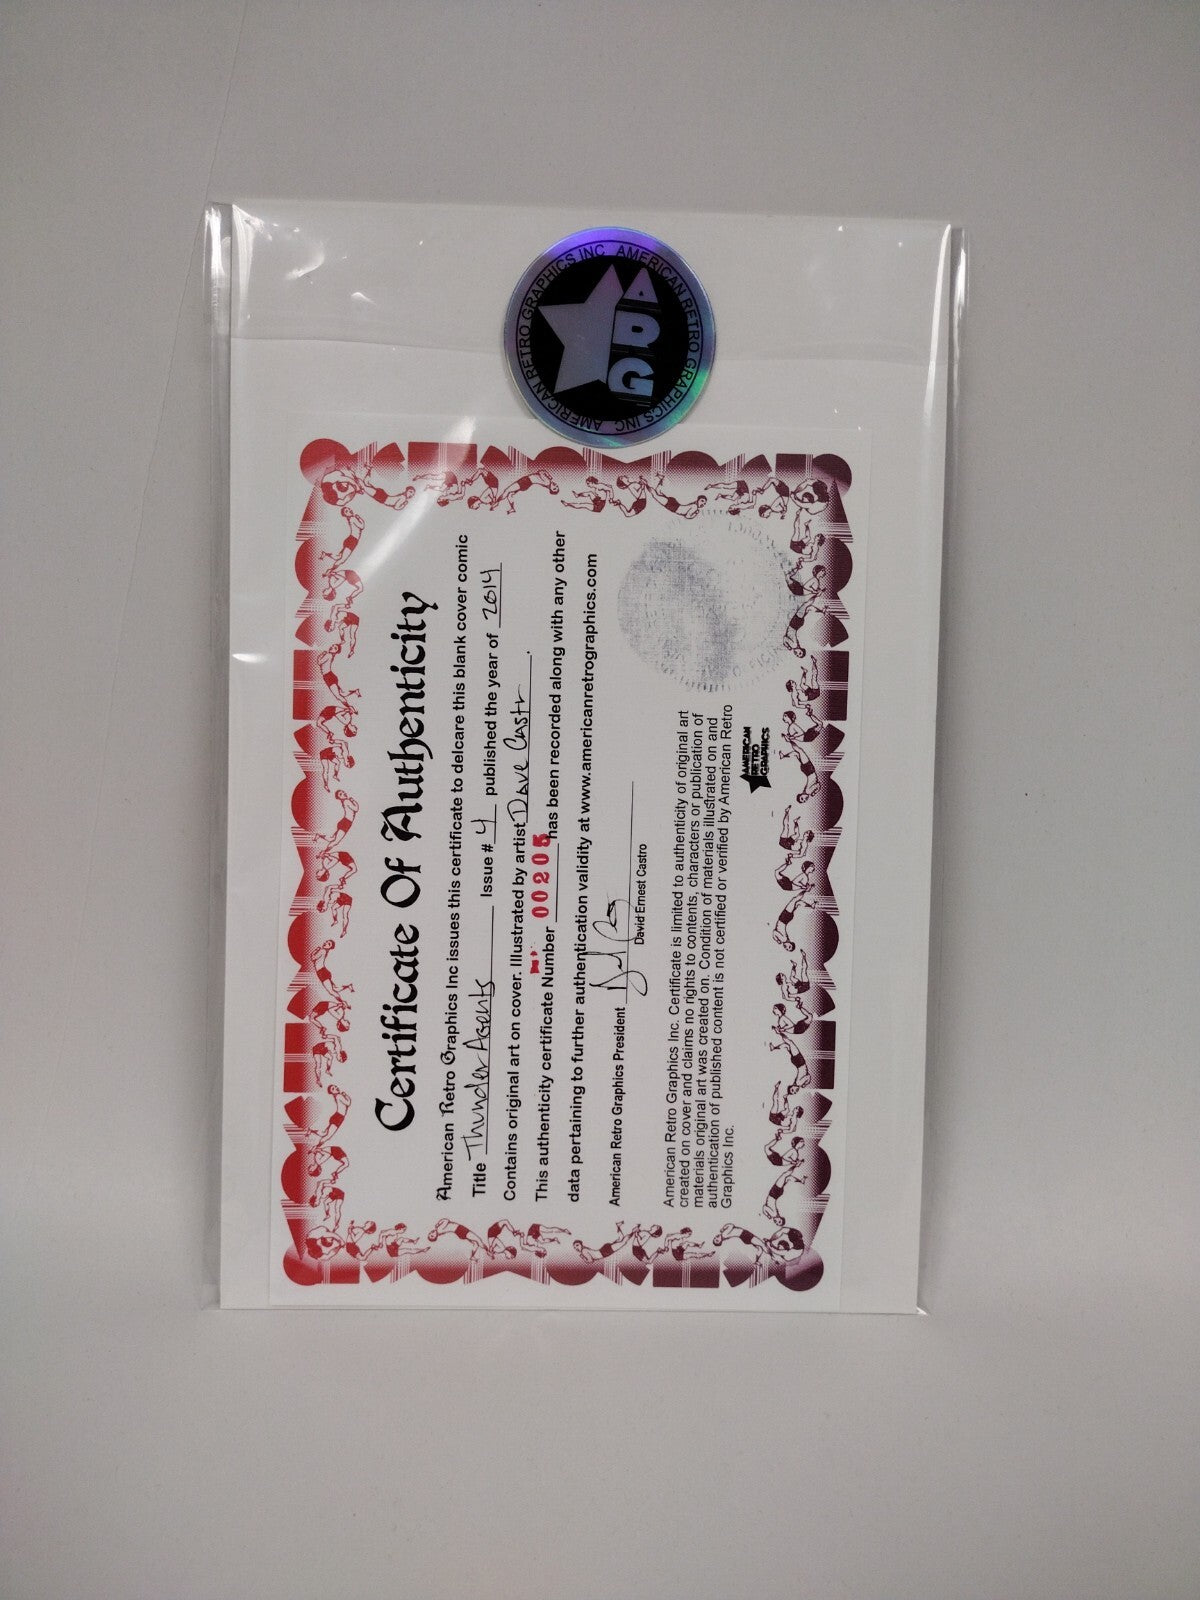 AMERICAN RETRO GRAPHICS INC AMERICAN RETRO GRAPHICS INC
ARG
Certificate Of Authenticity
American Retro Graphics Inc issues this certificate to delcare this blank cover comic
Title Thunder Agents Issue # 4 published the year of 2014
Contains original art on cover. Illustrated by artist Dave Castr .
This authenticity certificate Number 00205 has been recorded along with any other
data pertaining to further authentication validity at www.americanretrographics.com
American Retro Graphics President
David Ernest Castro
American Retro Graphics Inc. Certificate is limited to authenticity of original art
created on cover and claims no rights to contents, characters or publication of
materials original art was created on. Condition of materials illustrated on and
authentication of published content is not certified or verified by American Retro
Graphics Inc.
AMERICAN
RETRO
GRAPHICS